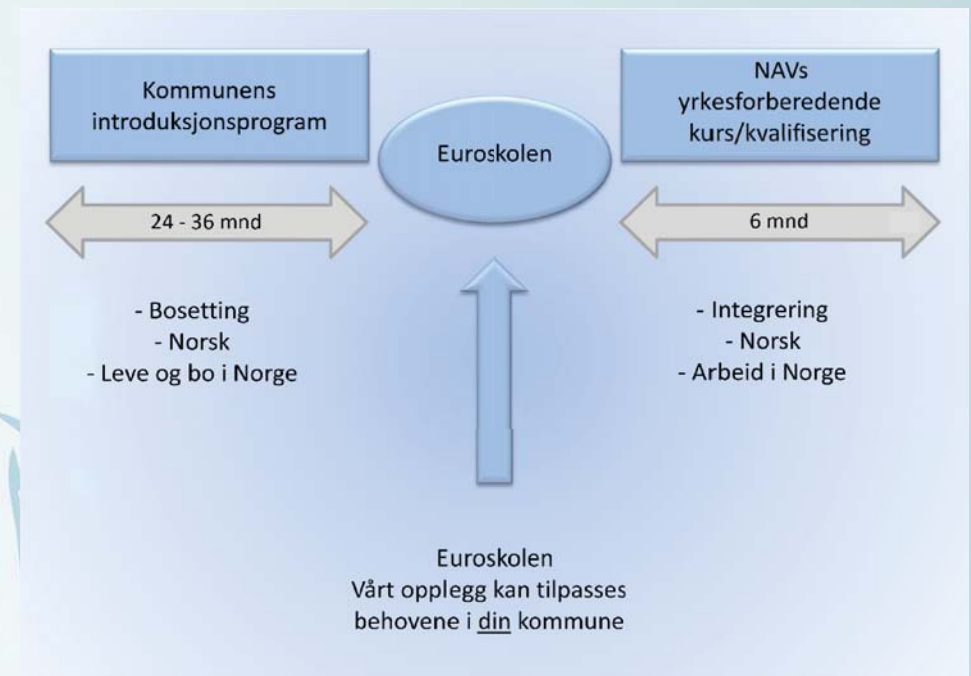 Kommunens
introduksjonsprogram
Euroskolen
NAVs
yrkesforberedende
kurs/kvalifisering
24 - 36 mnd
6 mnd
- Bosetting
- Norsk
- Leve og bo i Norge
- Integrering
- Norsk
- Arbeid i Norge
Euroskolen
Vårt opplegg kan tilpasses
behovene i din kommune